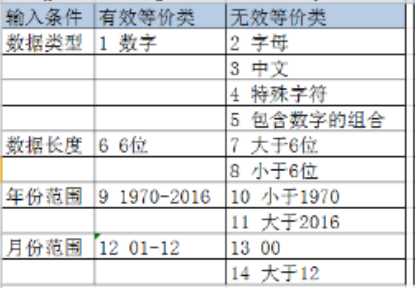 输入条件 有效等价类 无效等价类
数据类型 1 数字 2 字母
3 中文
4 特殊字符
5 包含数字的组合
数据长度 6 6位 7 大于6位
8 小于6位
年份范围 9 1970-2016 10 小于1970
11 大于2016
月份范围 12 01-12 13 00
14 大于12